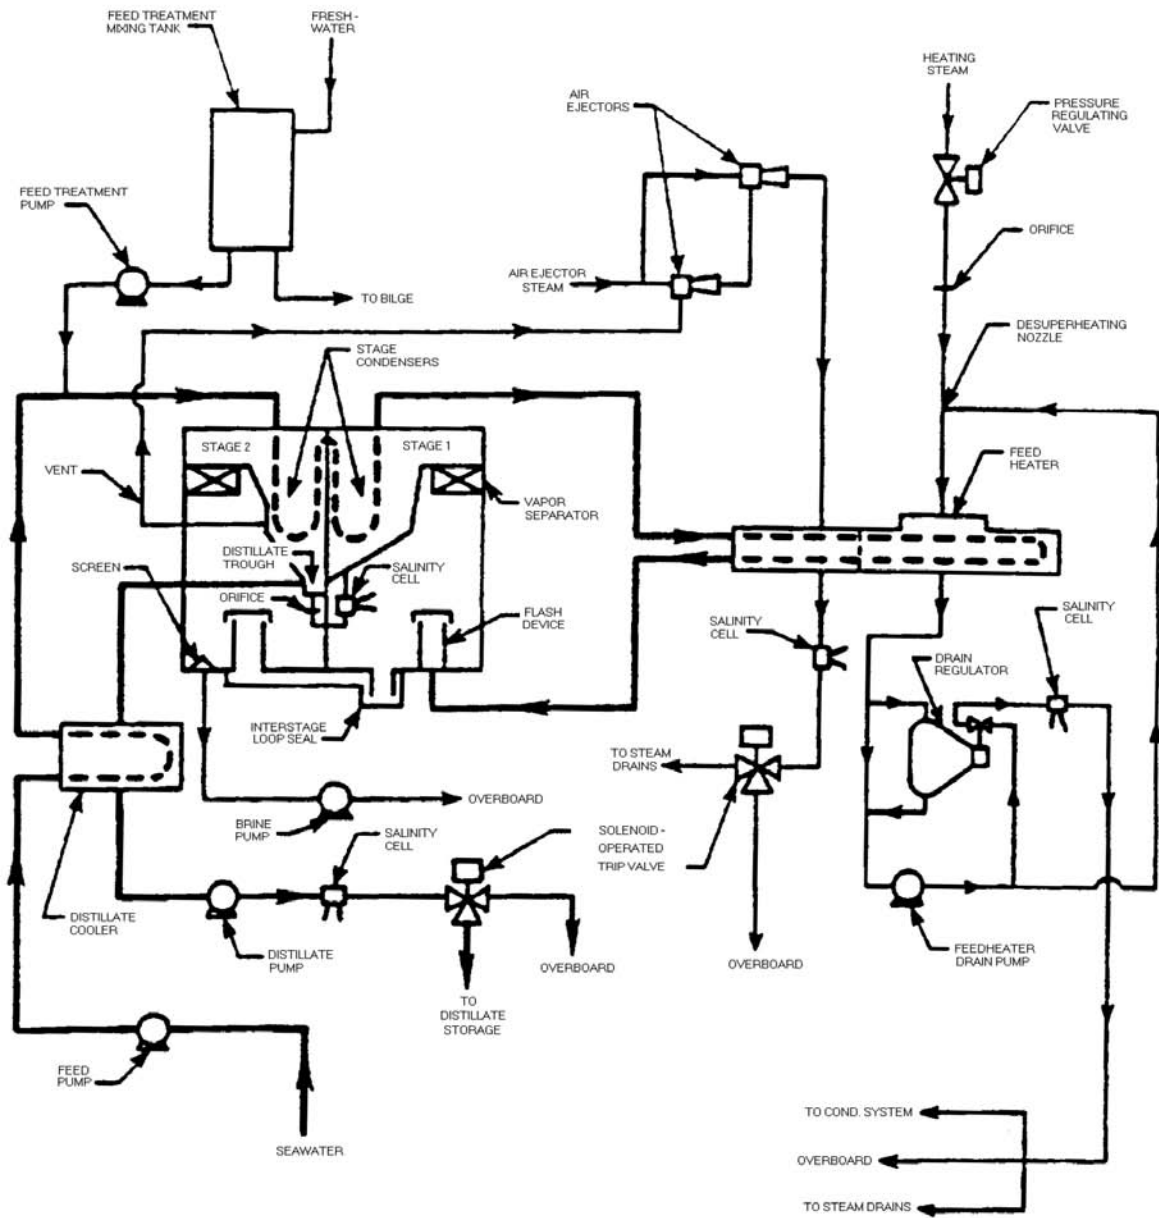 FEED TREATMENT
MIXING TANK
FRESH-
WATER
HEATING
STEAM
AIR
EJECTORS
PRESSURE
REGULATING
VALVE
FEED TREATMENT
PUMP
ORIFICE
AIR EJECTOR
STEAM
TO BILGE
DESUPERHEATING
NOZZLE
STAGE
CONDENSERS
STAGE 2
STAGE 1
FEED
HEATER
VENT
VAPOR
SEPARATOR
DISTILLATE
TROUGH
SALINITY
CELL
SCREEN
ORIFICE
FLASH
DEVICE
SALINITY
CELL
SALINITY
CELL
DRAIN
REGULATOR
INTERSTAGE
LOOP SEAL
TO STEAM
DRAINS
OVERBOARD
BRINE
PUMP
SALINITY
CELL
SOLENOID-
OPERATED
TRIP VALVE
DISTILLATE
COOLER
DISTILLATE
PUMP
OVERBOARD
OVERBOARD
FEEDHEATER
DRAIN PUMP
TO
DISTILLATE
STORAGE
FEED
PUMP
SEAWATER
TO COND. SYSTEM
OVERBOARD
TO STEAM DRAINS